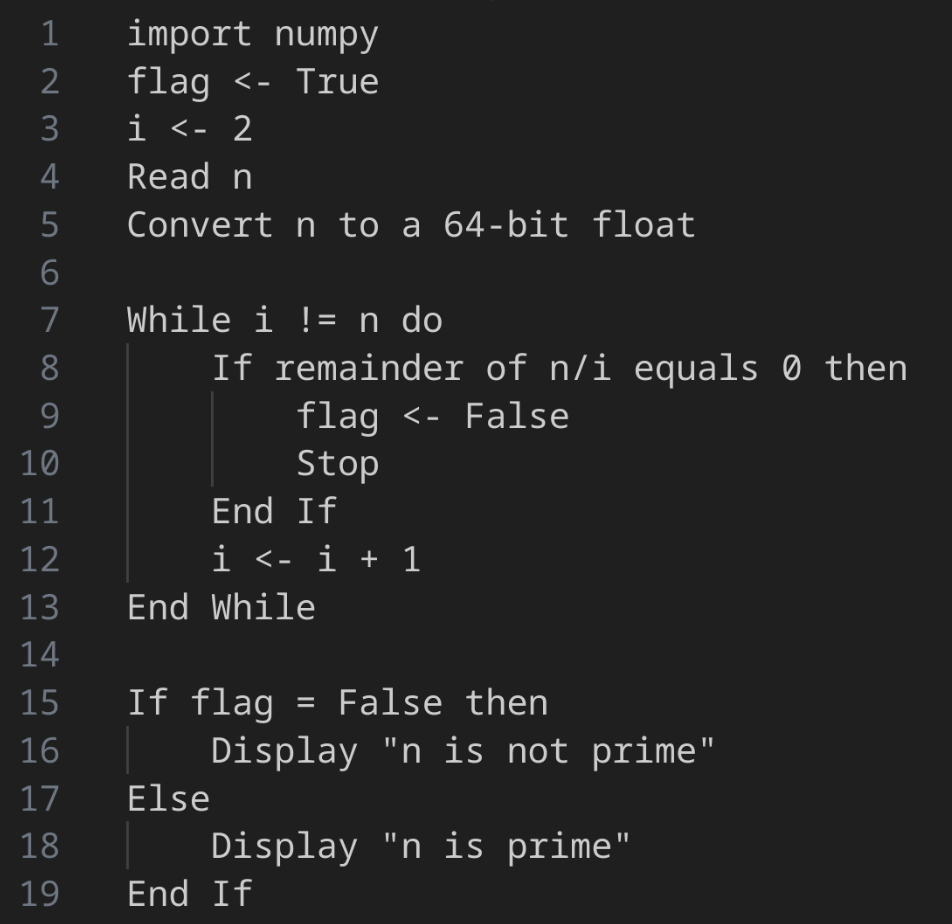 1 import numpy
2 flag <- True
3 i <- 2
4 Read n
5 Convert n to a 64-bit float
6
7 While i != n do
8 If remainder of n/i equals 0 then
9 flag <- False
10 Stop
11 End If
12 i <- i + 1
13 End While
14
15 If flag = False then
16 Display "n is not prime"
17 Else
18 Display "n is prime"
19 End If